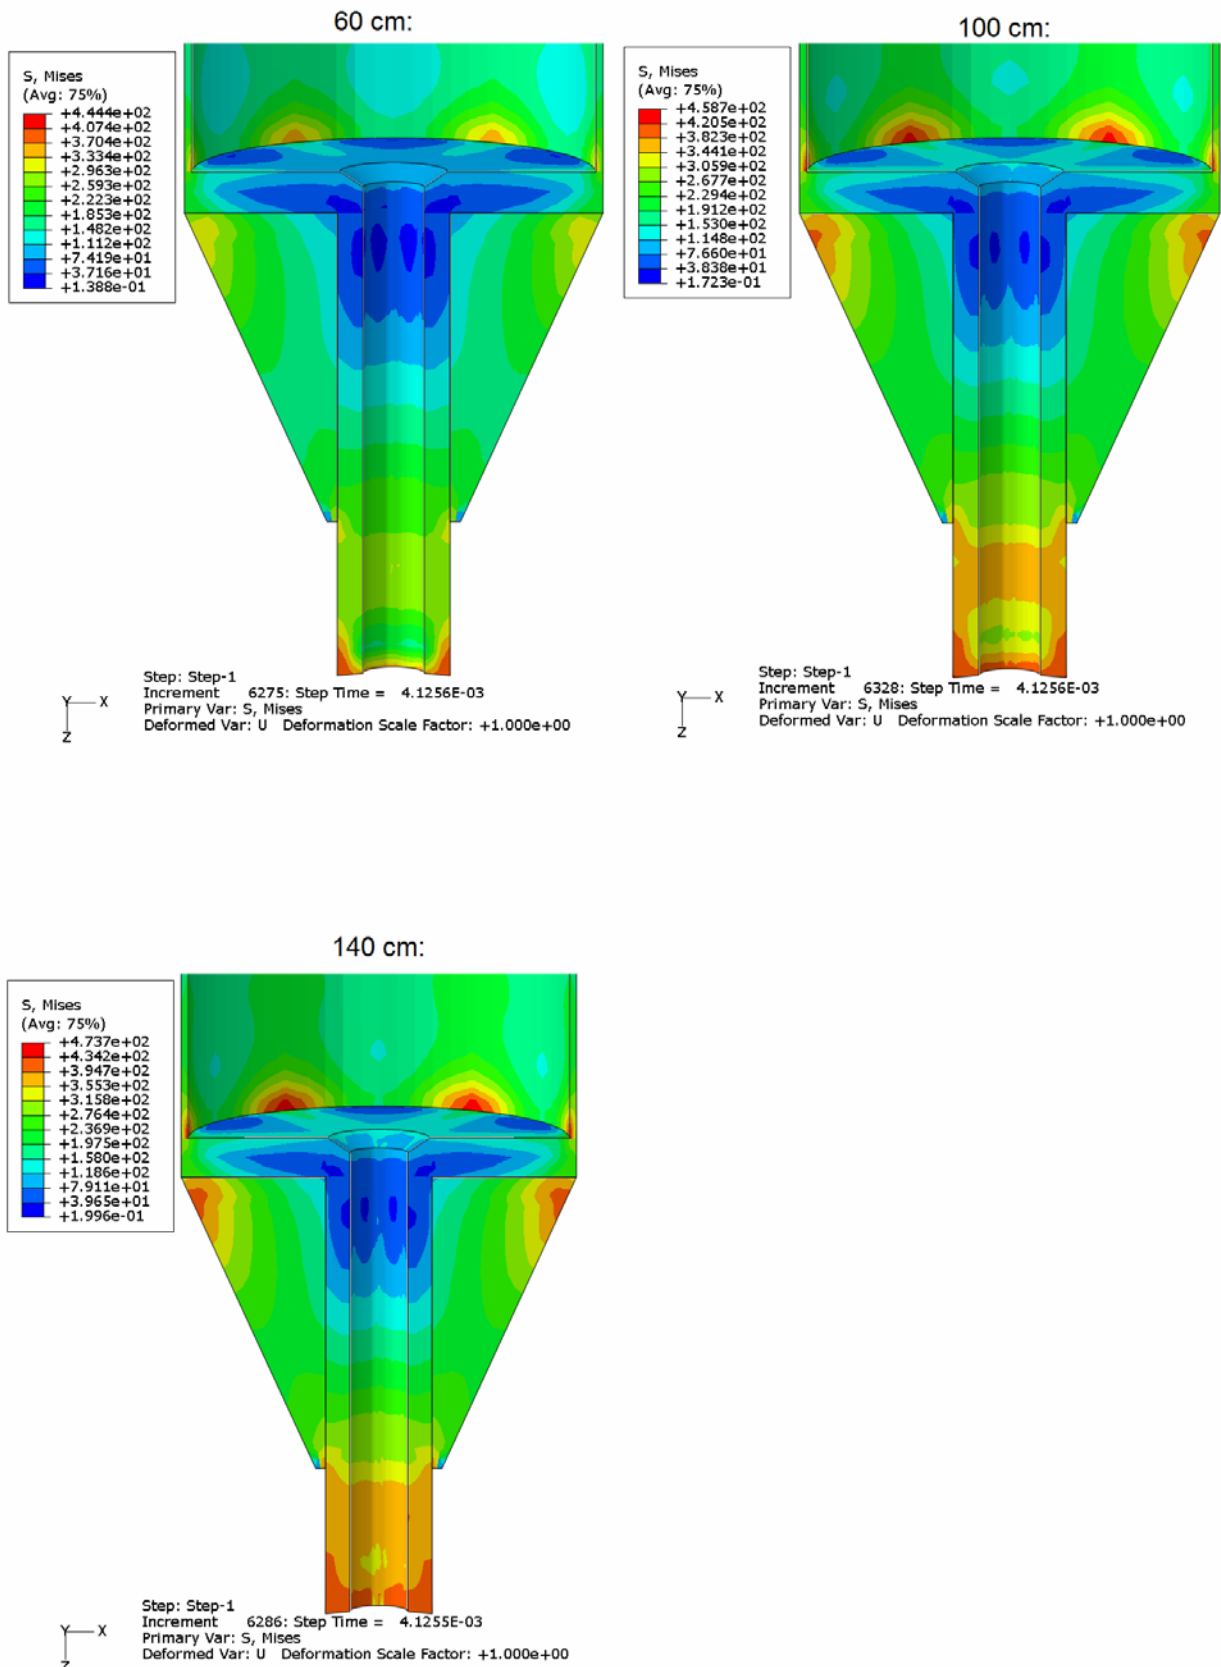 60 cm:
S, Mises
(Avg: 75%)
+4.444e+02
+4.074e+02
+3.704e+02
+3.334e+02
+2.963e+02
+2.593e+02
+2.223e+02
+1.853e+02
+1.482e+02
+1.112e+02
+7.419e+01
+3.716e+01
+1.388e-01
Step: Step-1
Increment 6275: Step Time = 4.1256E-03
Primary Var: S, Mises
Deformed Var: U Deformation Scale Factor: +1.000e+00
Y X
Z
100 cm:
S, Mises
(Avg: 75%)
+4.587e+02
+4.205e+02
+3.823e+02
+3.441e+02
+3.059e+02
+2.677e+02
+2.294e+02
+1.912e+02
+1.530e+02
+1.148e+02
+7.660e+01
+3.838e+01
+1.723e-01
Step: Step-1
Increment 6328: Step Time = 4.1256E-03
Primary Var: S, Mises
Deformed Var: U Deformation Scale Factor: +1.000e+00
Y X
Z
140 cm:
S, Mises
(Avg: 75%)
+4.737e+02
+4.342e+02
+3.947e+02
+3.553e+02
+3.158e+02
+2.764e+02
+2.369e+02
+1.975e+02
+1.580e+02
+1.186e+02
+7.911e+01
+3.965e+01
+1.996e-01
Step: Step-1
Increment 6286: Step Time = 4.1255E-03
Primary Var: S, Mises
Deformed Var: U Deformation Scale Factor: +1.000e+00
Y X
Z